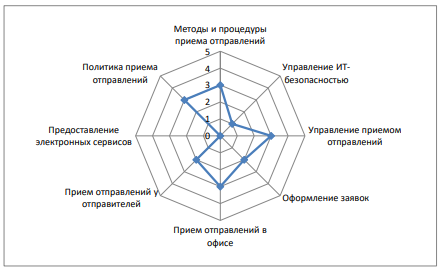 Методы и процедуры
приема отправлений
Управление ИТ-
безопасностью
Управление приемом
отправлений
Оформление заявок
Прием отправлений в
офисе
Прием отправлений у
отправителей
Предоставление
электронных сервисов
Политика приема
отправлений
5
4
3
2
1
0